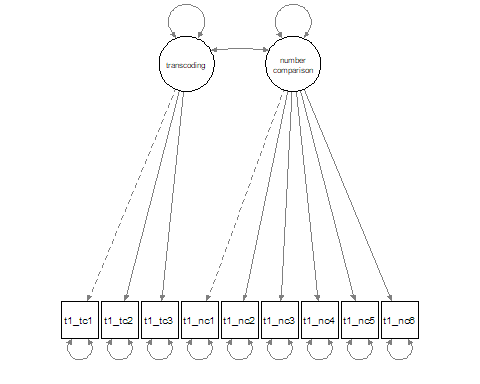 transcoding
number
comparison
t1_tc1
t1_tc2
t1_tc3
t1_nc1
t1_nc2
t1_nc3
t1_nc4
t1_nc5
t1_nc6